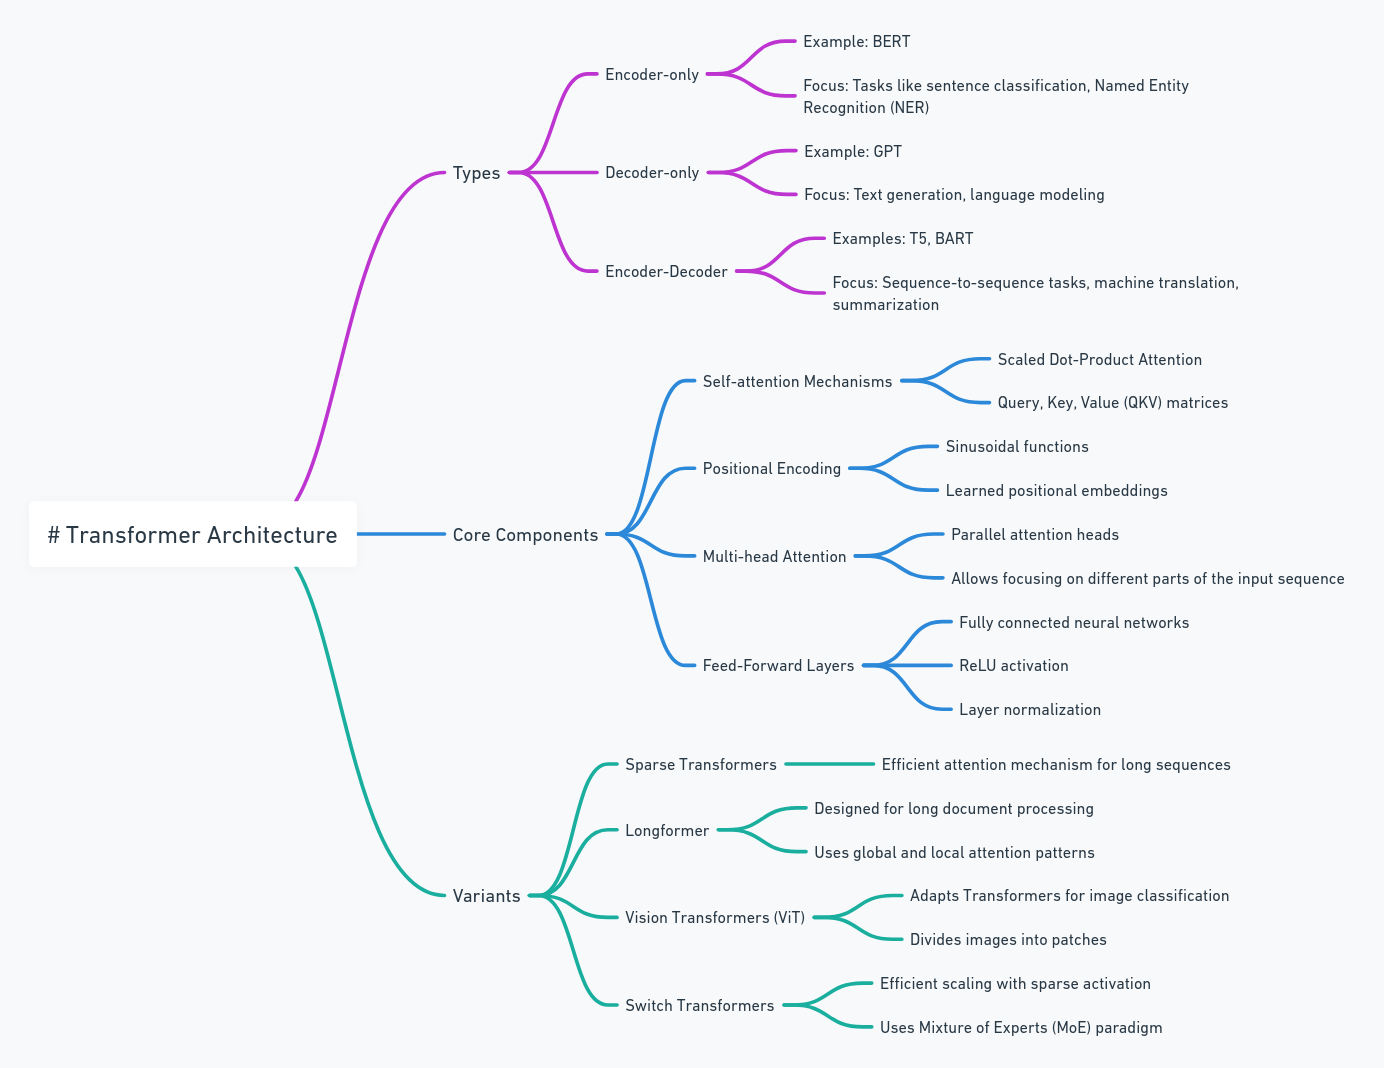 # Transformer Architecture
Types
Encoder-only
Example: BERT
Focus: Tasks like sentence classification, Named Entity
Recognition (NER)
Decoder-only
Example: GPT
Focus: Text generation, language modeling
Encoder-Decoder
Examples: T5, BART
Focus: Sequence-to-sequence tasks, machine translation,
summarization
Core Components
Self-attention Mechanisms
Scaled Dot-Product Attention
Query, Key, Value (QKV) matrices
Positional Encoding
Sinusoidal functions
Learned positional embeddings
Multi-head Attention
Parallel attention heads
Allows focusing on different parts of the input sequence
Feed-Forward Layers
Fully connected neural networks
ReLU activation
Layer normalization
Variants
Sparse Transformers
Efficient attention mechanism for long sequences
Longformer
Designed for long document processing
Uses global and local attention patterns
Vision Transformers (ViT)
Adapts Transformers for image classification
Divides images into patches
Switch Transformers
Efficient scaling with sparse activation
Uses Mixture of Experts (MoE) paradigm